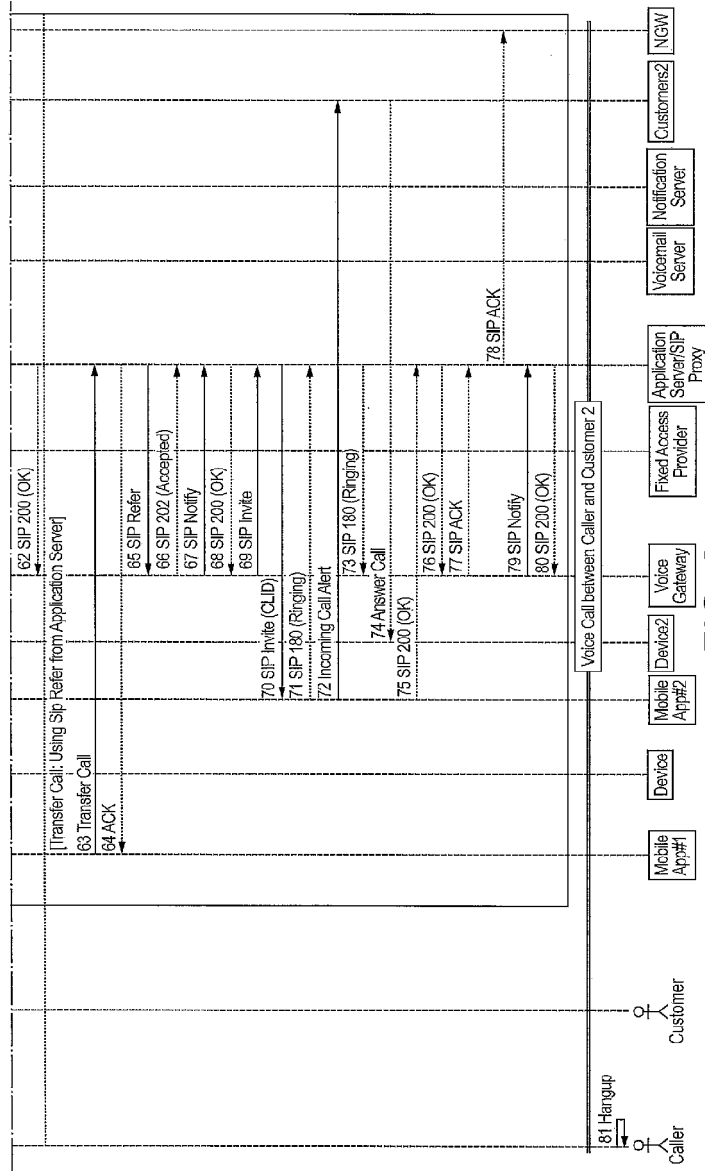 62 SIP 200 (OK)
[Transfer Call: Using Sip Refer from Application Server]
63 Transfer Call
64 ACK
65 SIP Refer
66 SIP 202 (Accepted)
67 SIP Notify
68 SIP 200 (OK)
69 SIP Invite
70 SIP Invite (CLID)
71 SIP 180 (Ringing)
72 Incoming Call Alert
73 SIP 180 (Ringing)
74 Answer Call
75 SIP 200 (OK)
76 SIP 200 (OK)
77 SIP ACK
78 SIP ACK
79 SIP Notify
80 SIP 200 (OK)
Voice Call between Caller and Customer 2
81 Hangup
Caller
Customer
Mobile
App#1
Device
Mobile
App#2
Device2
Voice
Gateway
Fixed Access
Provider
Application
Server/SIP
Proxy
Voicemail
Server
Notification
Server
Customers2
NGW